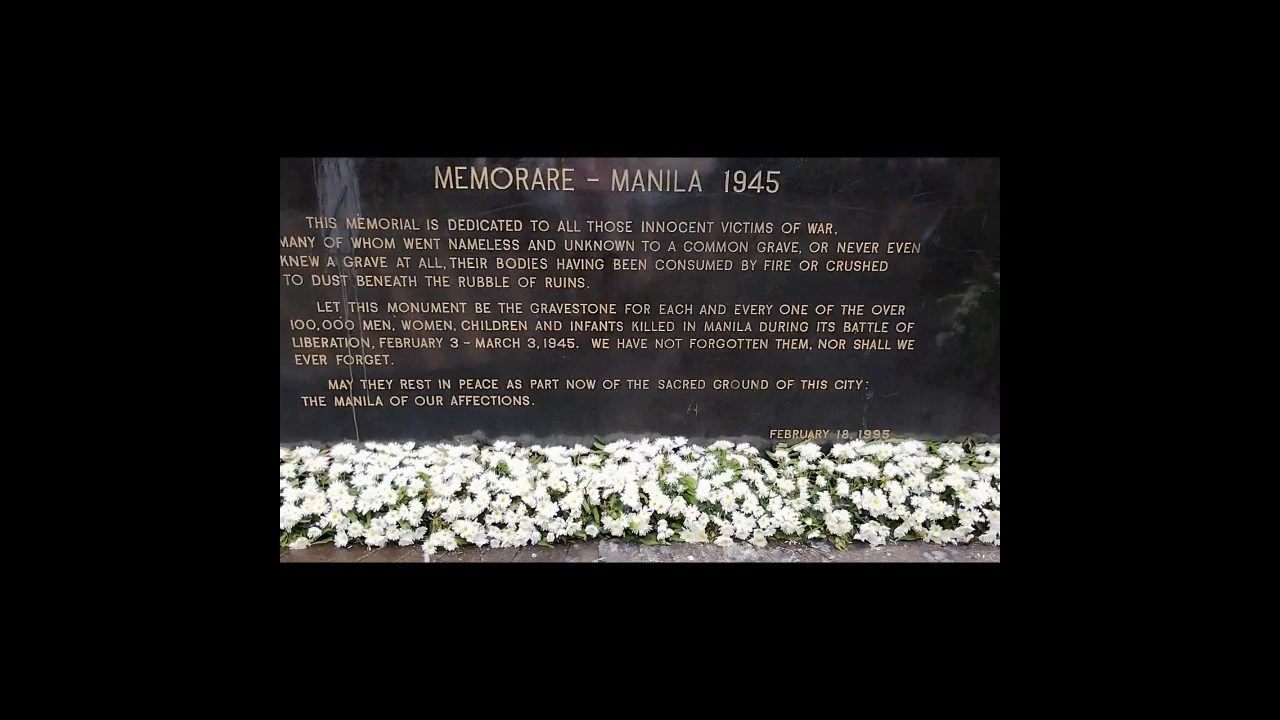 MEMORARE - MANILA 1945
THIS MEMORIAL IS DEDICATED TO ALL THOSE INNOCENT VICTIMS OF WAR,
MANY OF WHOM WENT NAMELESS AND UNKNOWN TO A COMMON GRAVE, OR NEVER EVEN
KNEW A GRAVE AT ALL, THEIR BODIES HAVING BEEN CONSUMED BY FIRE OR CRUSHED
TO DUST BENEATH THE RUBBLE OF RUINS.
LET THIS MONUMENT BE THE GRAVESTONE FOR EACH AND EVERY ONE OF THE OVER
100,000 MEN, WOMEN, CHILDREN AND INFANTS KILLED IN MANILA DURING ITS BATTLE OF
LIBERATION, FEBRUARY 3 - MARCH 3, 1945. WE HAVE NOT FORGOTTEN THEM, NOR SHALL WE
EVER FORGET.
MAY THEY REST IN PEACE AS PART NOW OF THE SACRED GROUND OF THIS CITY:
THE MANILA OF OUR AFFECTIONS.
FEBRUARY 18, 1995